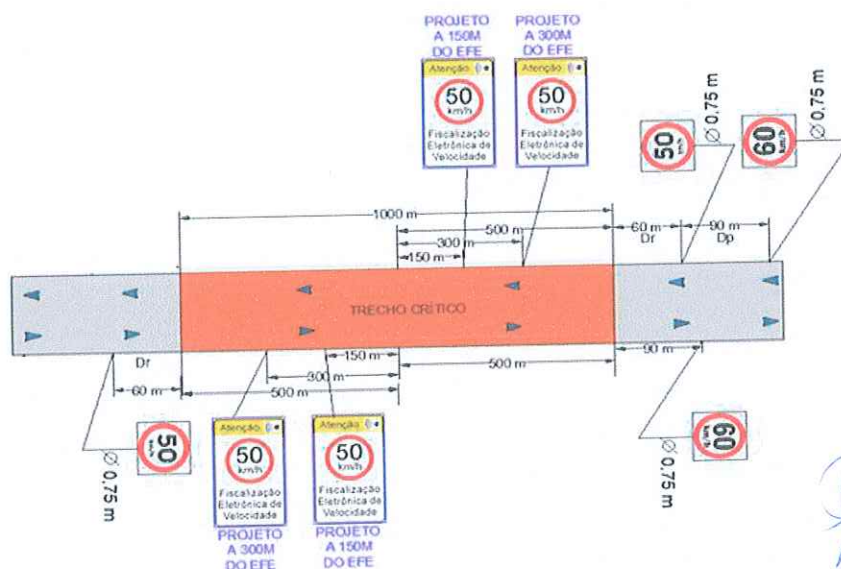 PROJETO
A 150M
DO EFE
PROJETO
A 300M
DO EFE
Atenção
50
km/h
Fiscalização
Eletrônica de
Velocidade
Atenção
50
km/h
Fiscalização
Eletrônica de
Velocidade
50
km/h
Ø 0,75 m
60
km/h
Ø 0,75 m
1000 m
500 m
300 m
150 m
60 m
Dr
90 m
Dp
TRECHO CRÍTICO
Dr
60 m
150 m
300 m
500 m
500 m
90 m
50
km/h
Ø 0,75 m
Atenção
50
km/h
Fiscalização
Eletrônica de
Velocidade
PROJETO
A 300M
DO EFE
Atenção
50
km/h
Fiscalização
Eletrônica de
Velocidade
PROJETO
A 150M
DO EFE
60
km/h
Ø 0,75 m